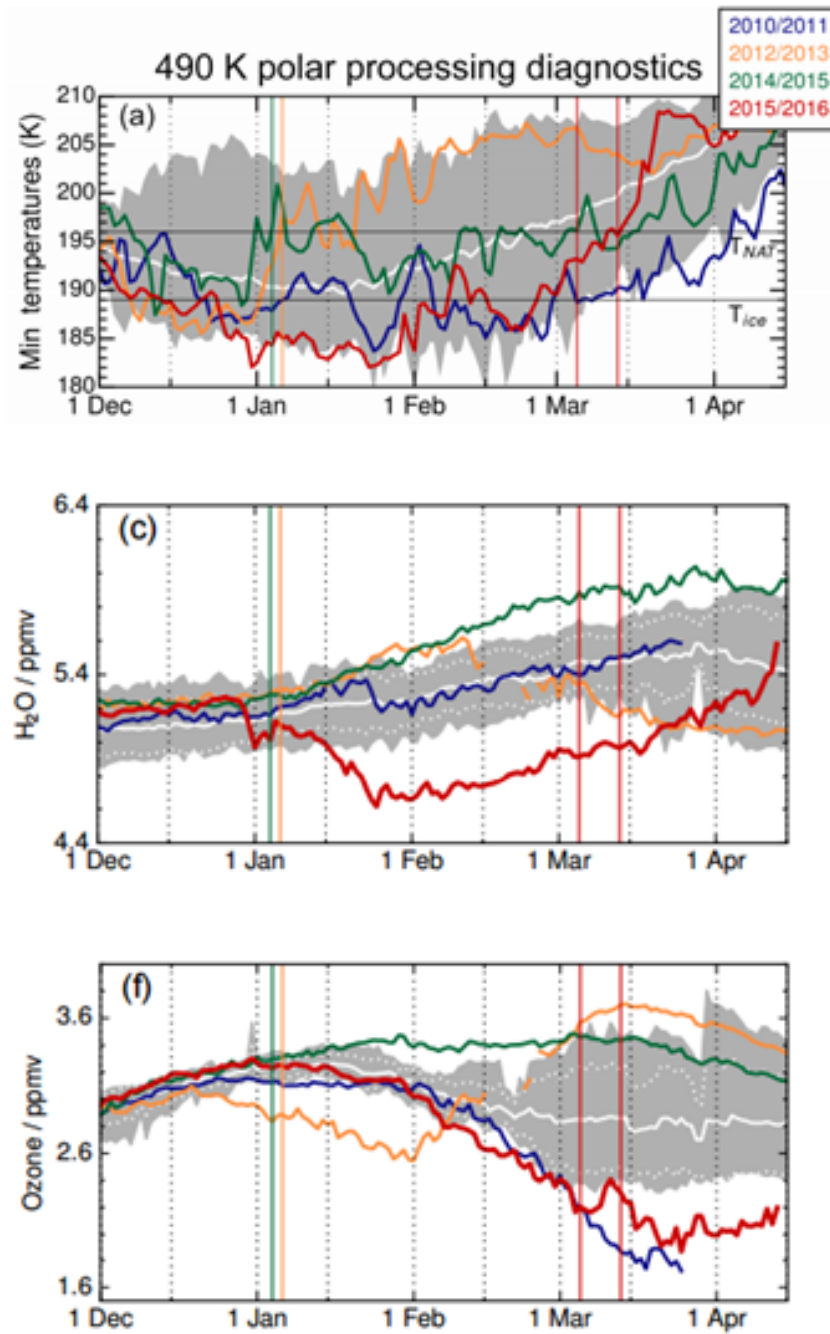 2010/2011
2012/2013
2014/2015
2015/2016
490 K polar processing diagnostics
(a)
Min temperatures (K)
210
205
200
195
190
185
180
T_NAT
T_ice
1 Dec 1 Jan 1 Feb 1 Mar 1 Apr
(c)
H₂O / ppmv
6.4
5.4
4.4
1 Dec 1 Jan 1 Feb 1 Mar 1 Apr
(f)
Ozone / ppmv
3.6
2.6
1.6
1 Dec 1 Jan 1 Feb 1 Mar 1 Apr